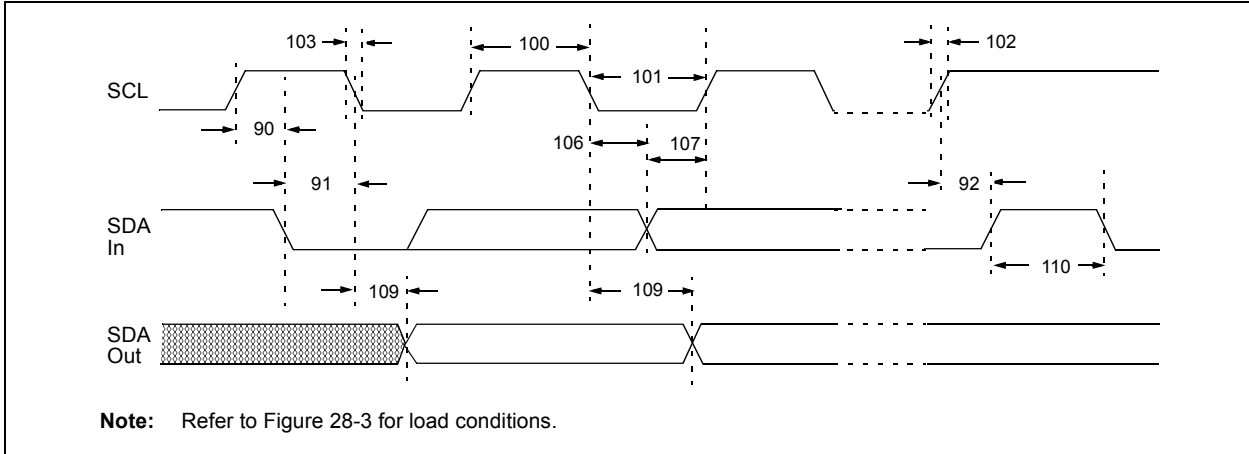 103
100
102
101
SCL
90
106
107
91
92
SDA
In
109
109
110
SDA
Out
Note: Refer to Figure 28-3 for load conditions.